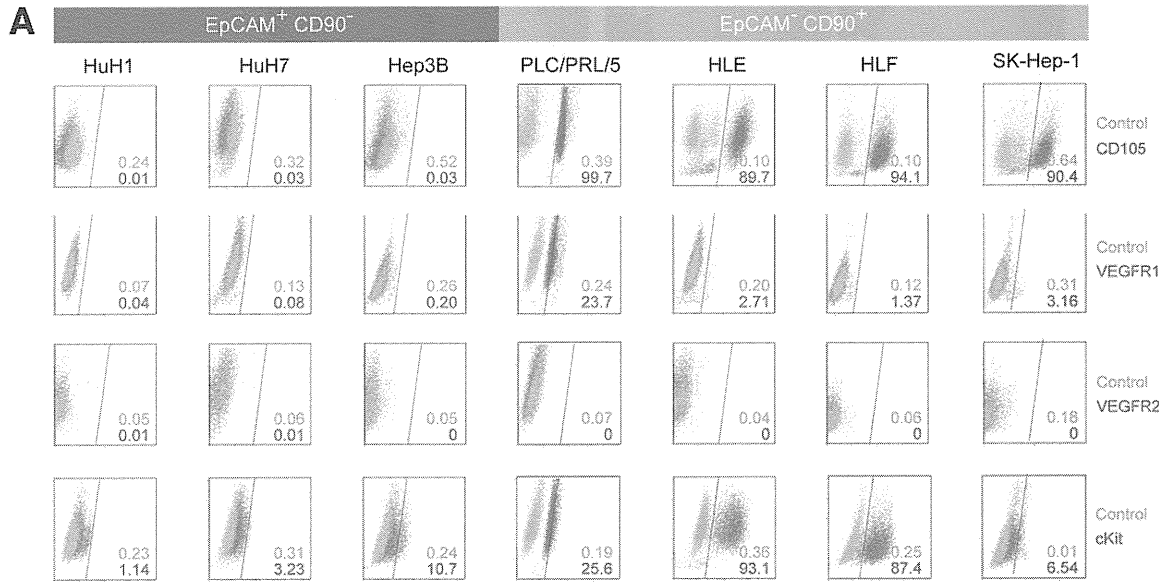 A
EpCAM+ CD90- EpCAM- CD90+
HuH1 HuH7 Hep3B PLC/PRL/5 HLE HLF SK-Hep-1
Control
CD105
0.24 0.32 0.52 0.39 0.10 0.10 0.64
0.01 0.03 0.03 99.7 89.7 94.1 90.4
Control
VEGFR1
0.07 0.13 0.26 0.24 0.20 0.12 0.31
0.04 0.08 0.20 23.7 2.71 1.37 3.16
Control
VEGFR2
0.05 0.06 0.05 0.07 0.04 0.06 0.18
0.01 0.01 0 0 0 0 0
Control
cKit
0.23 0.31 0.24 0.19 0.36 0.25 0.01
1.14 3.23 10.7 25.6 93.1 87.4 6.54